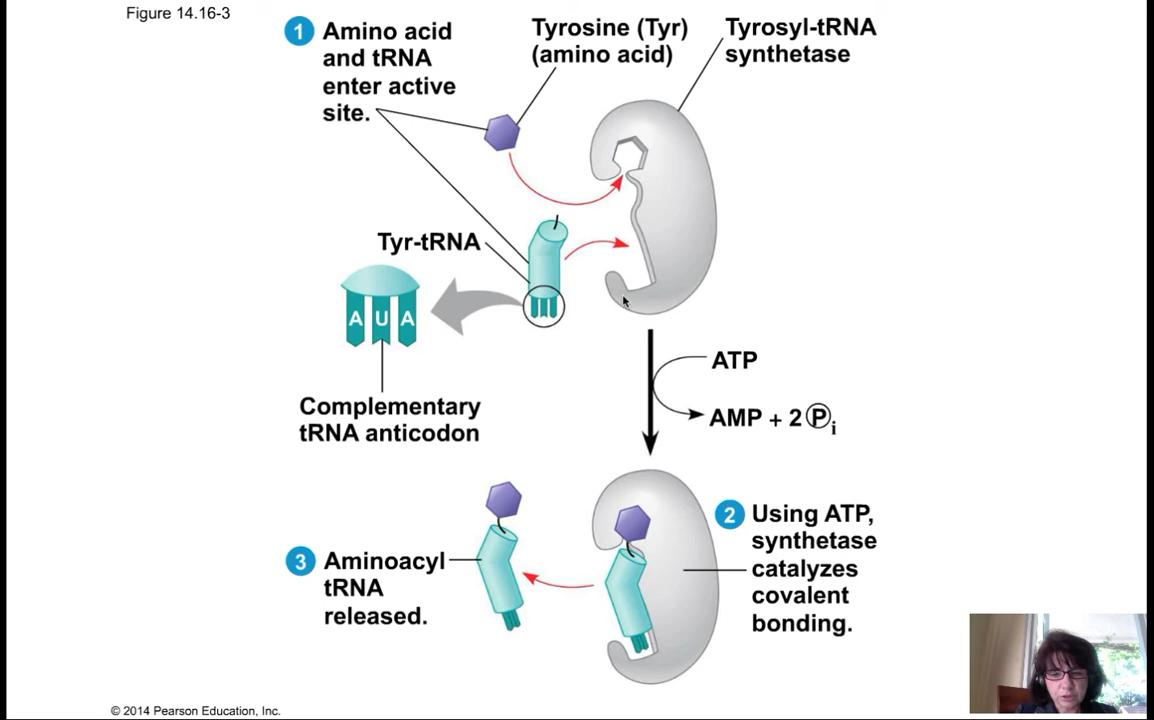 Figure 14.16-3
1 Amino acid
and tRNA
enter active
site.
Tyrosine (Tyr)
(amino acid)
Tyrosyl-tRNA
synthetase
Tyr-tRNA
A U A
Complementary
tRNA anticodon
ATP
AMP + 2 Pi
2 Using ATP,
synthetase
catalyzes
covalent
bonding.
3 Aminoacyl
tRNA
released.
© 2014 Pearson Education, Inc.